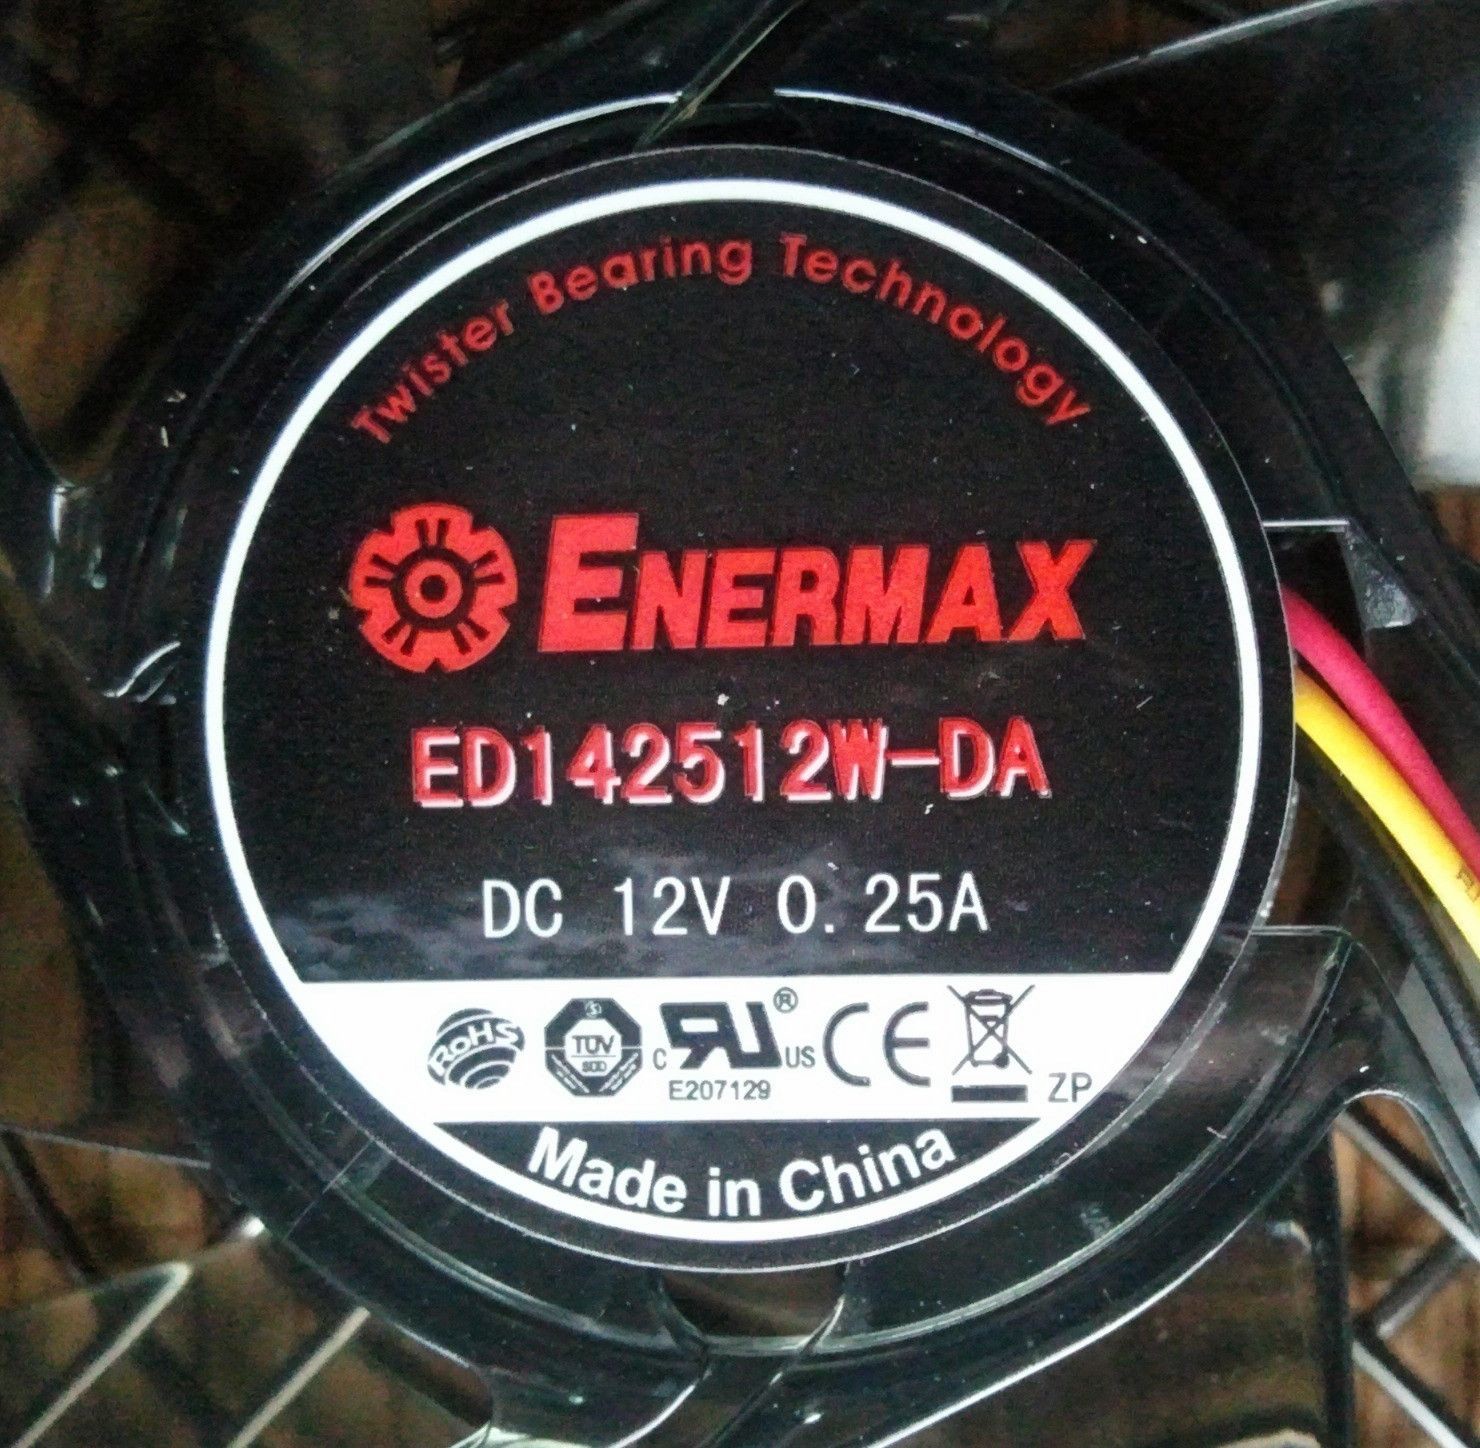 Twister Bearing Technology
ENERMAX
ED142512W-DA
DC 12V 0.25A
RoHS
TÜV
c RU® US
CE
E207129
ZP
Made in China